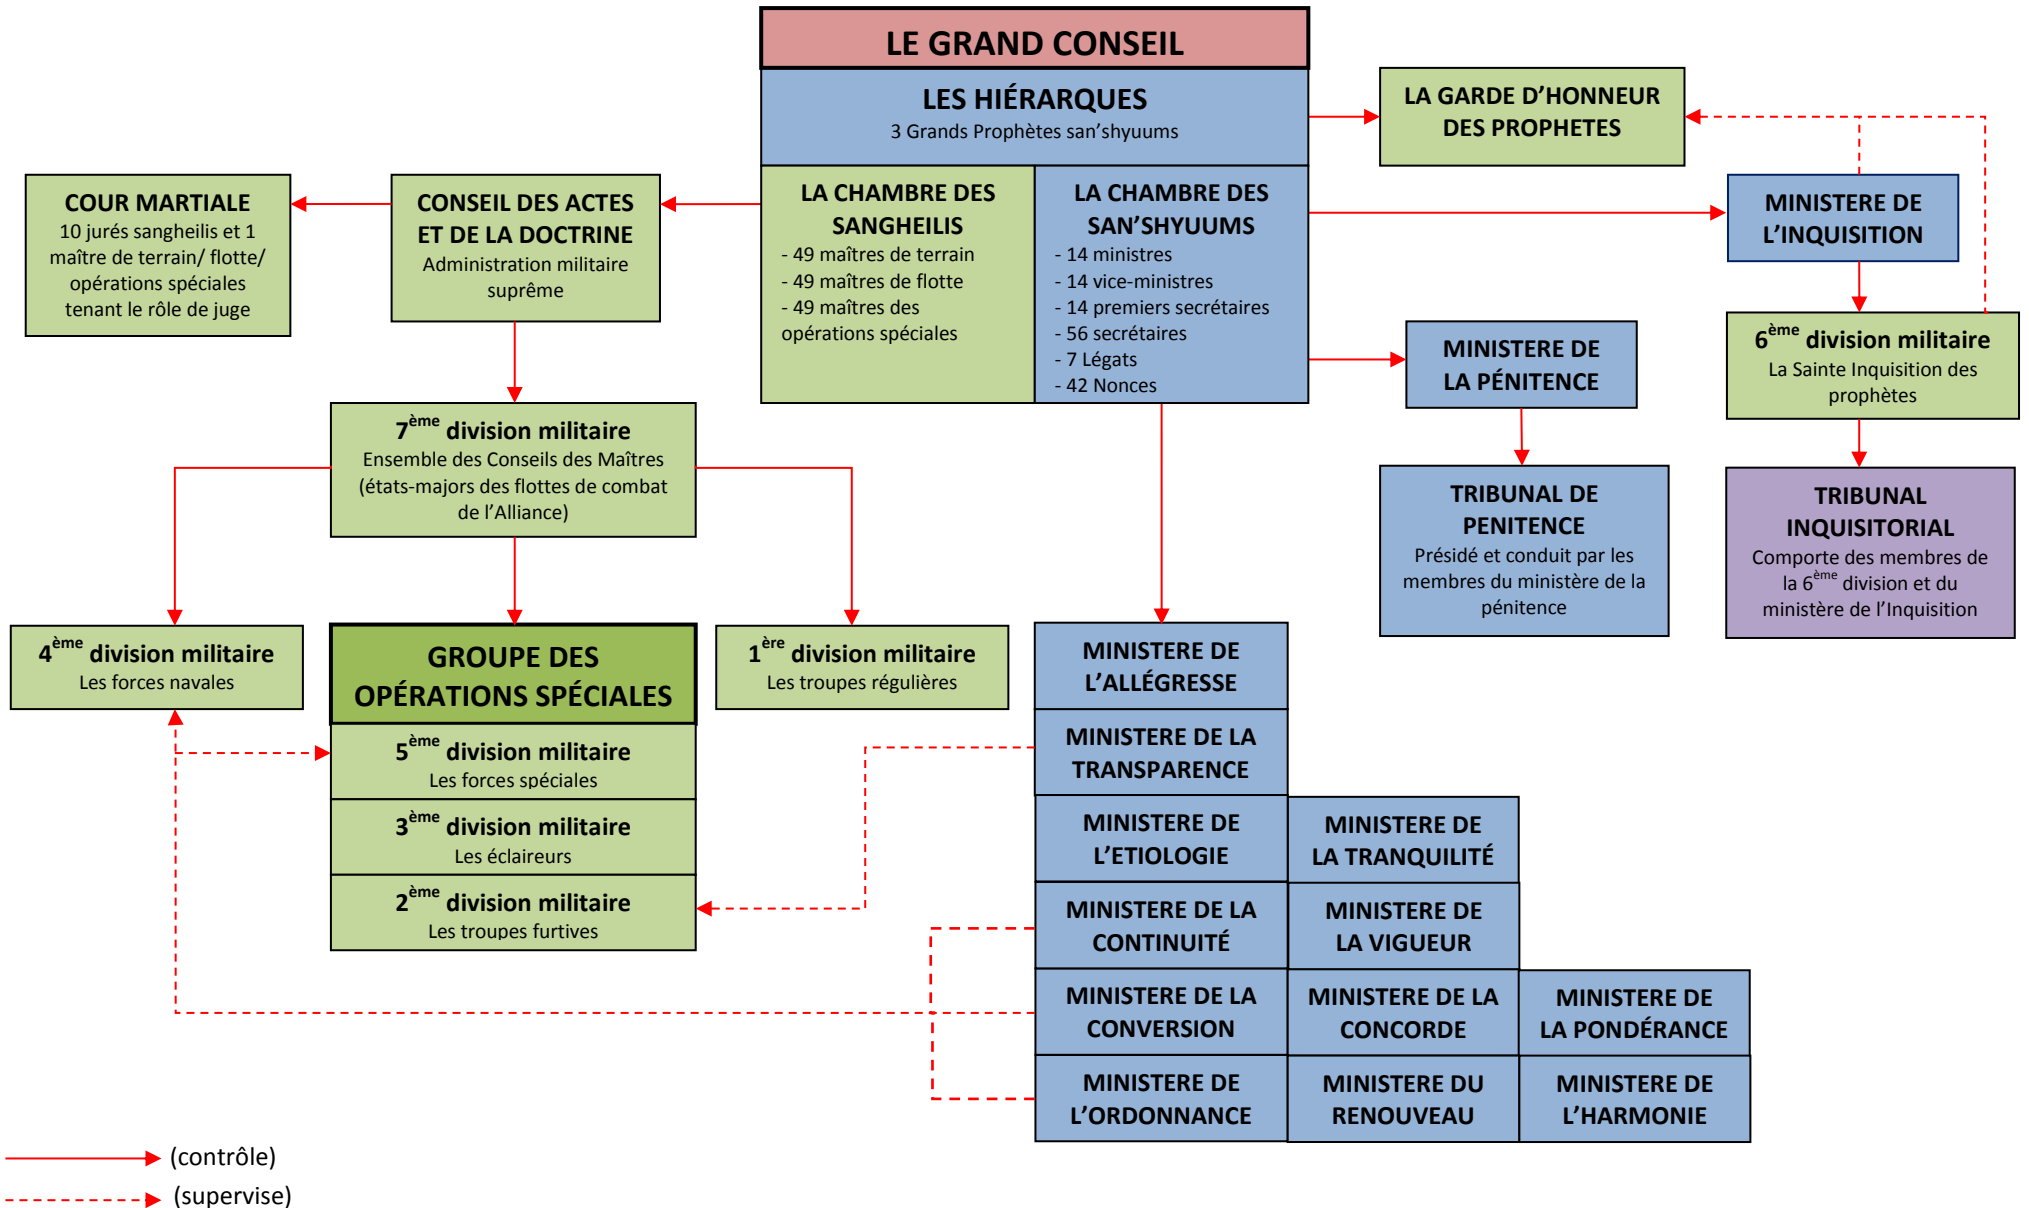 LE GRAND CONSEIL
LES HIÉRARQUES
3 Grands Prophètes san’shyuums
LA CHAMBRE DES
SANGHEILIS
- 49 maîtres de terrain
- 49 maîtres de flotte
- 49 maîtres des
opérations spéciales
LA CHAMBRE DES
SAN’SHYUUMS
- 14 ministres
- 14 vice-ministres
- 14 premiers secrétaires
- 56 secrétaires
- 7 Légats
- 42 Nonces
LA GARDE D’HONNEUR
DES PROPHETES
COUR MARTIALE
10 jurés sangheilis et 1
maître de terrain/ flotte/
opérations spéciales
tenant le rôle de juge
CONSEIL DES ACTES
ET DE LA DOCTRINE
Administration militaire
suprême
MINISTERE DE
L’INQUISITION
MINISTERE DE
LA PÉNITENCE
6ème division militaire
La Sainte Inquisition des
prophètes
7ème division militaire
Ensemble des Conseils des Maîtres
(états-majors des flottes de combat
de l’Alliance)
TRIBUNAL DE
PENITENCE
Présidé et conduit par les
membres du ministère de la
pénitence
TRIBUNAL
INQUISITORIAL
Comporte des membres de
la 6ème division et du
ministère de l’Inquisition
4ème division militaire
Les forces navales
GROUPE DES
OPÉRATIONS SPÉCIALES
5ème division militaire
Les forces spéciales
3ème division militaire
Les éclaireurs
2ème division militaire
Les troupes furtives
1ère division militaire
Les troupes régulières
MINISTERE DE
L’ALLÉGRESSE
MINISTERE DE LA
TRANSPARENCE
MINISTERE DE
L’ETIOLOGIE
MINISTERE DE
LA TRANQUILITÉ
MINISTERE DE LA
CONTINUITÉ
MINISTERE DE
LA VIGUEUR
MINISTERE DE LA
CONVERSION
MINISTERE DE LA
CONCORDE
MINISTERE DE
LA PONDÉRANCE
MINISTERE DE
L’ORDONNANCE
MINISTERE DU
RENOUVEAU
MINISTERE DE
L’HARMONIE
(contrôle)
(supervise)